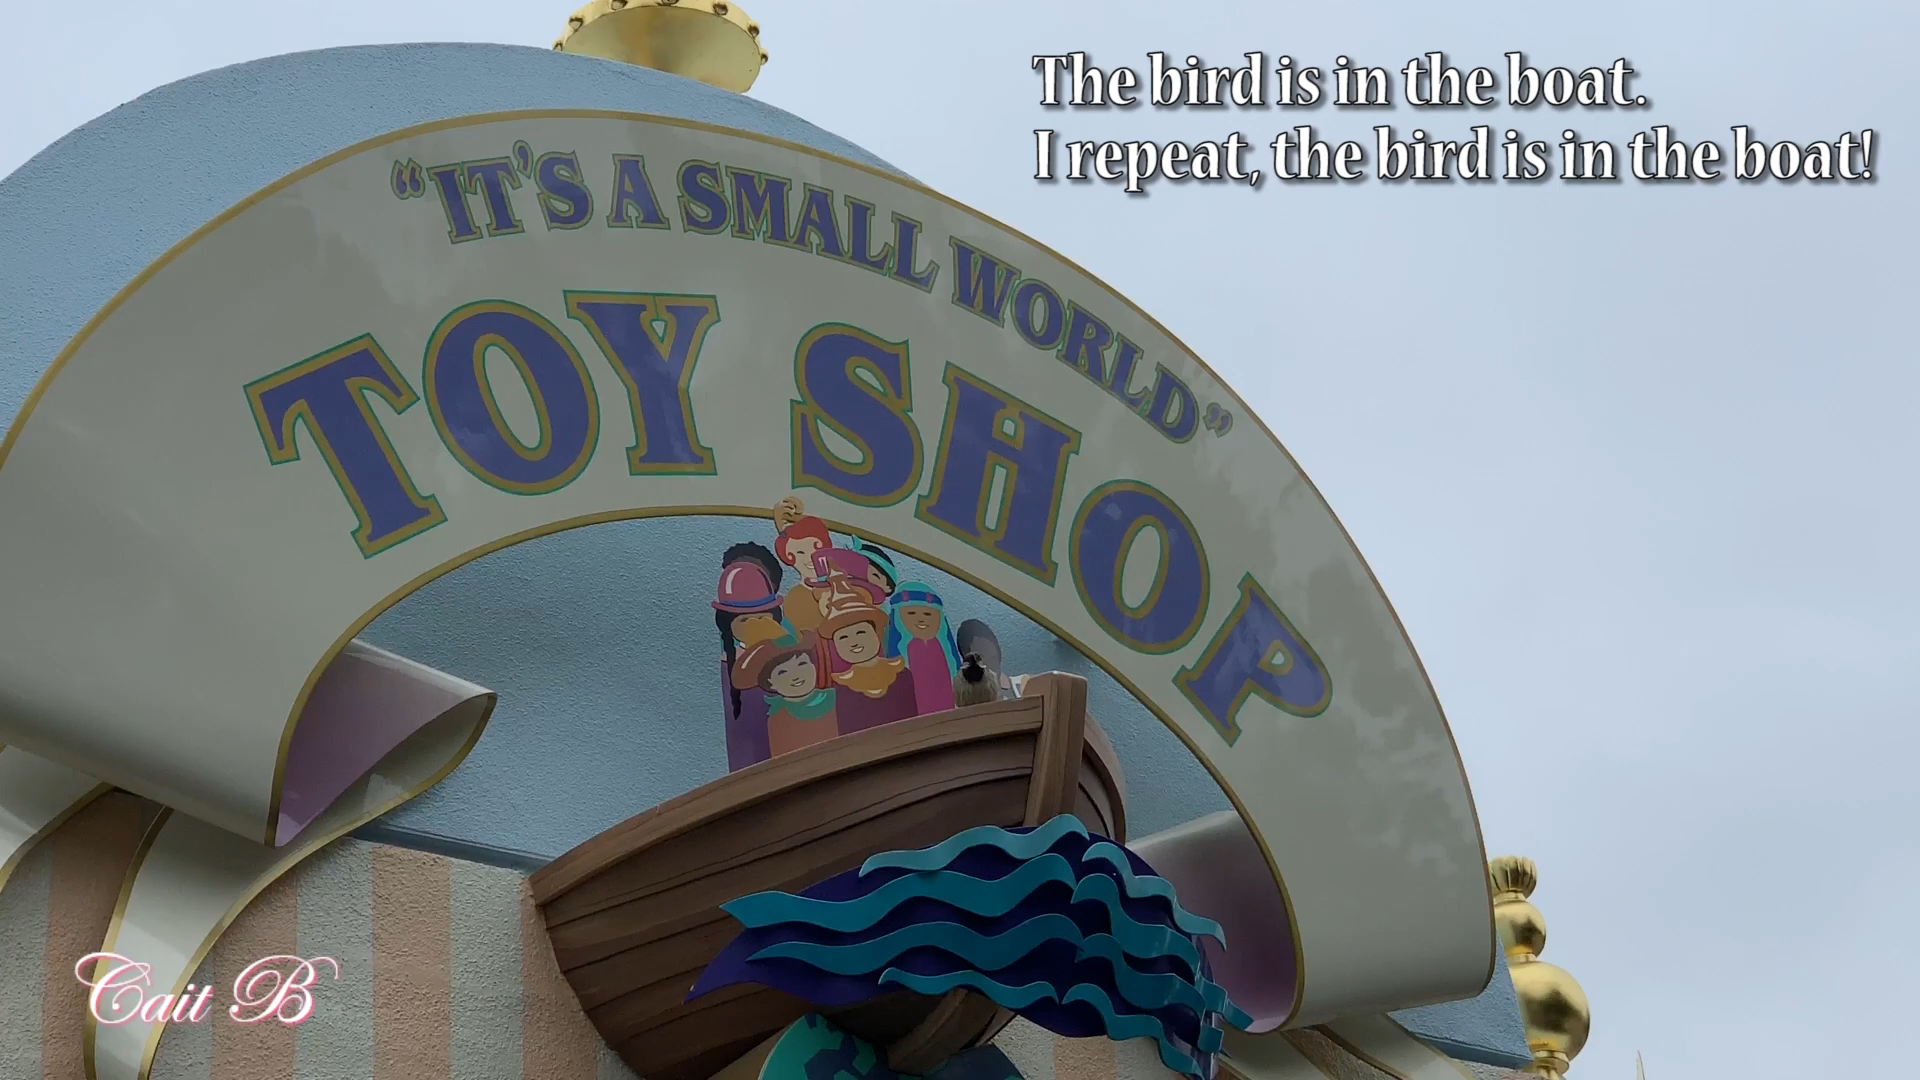 The bird is in the boat.
I repeat, the bird is in the boat!
“IT’S A SMALL WORLD”
TOY SHOP
Cait B